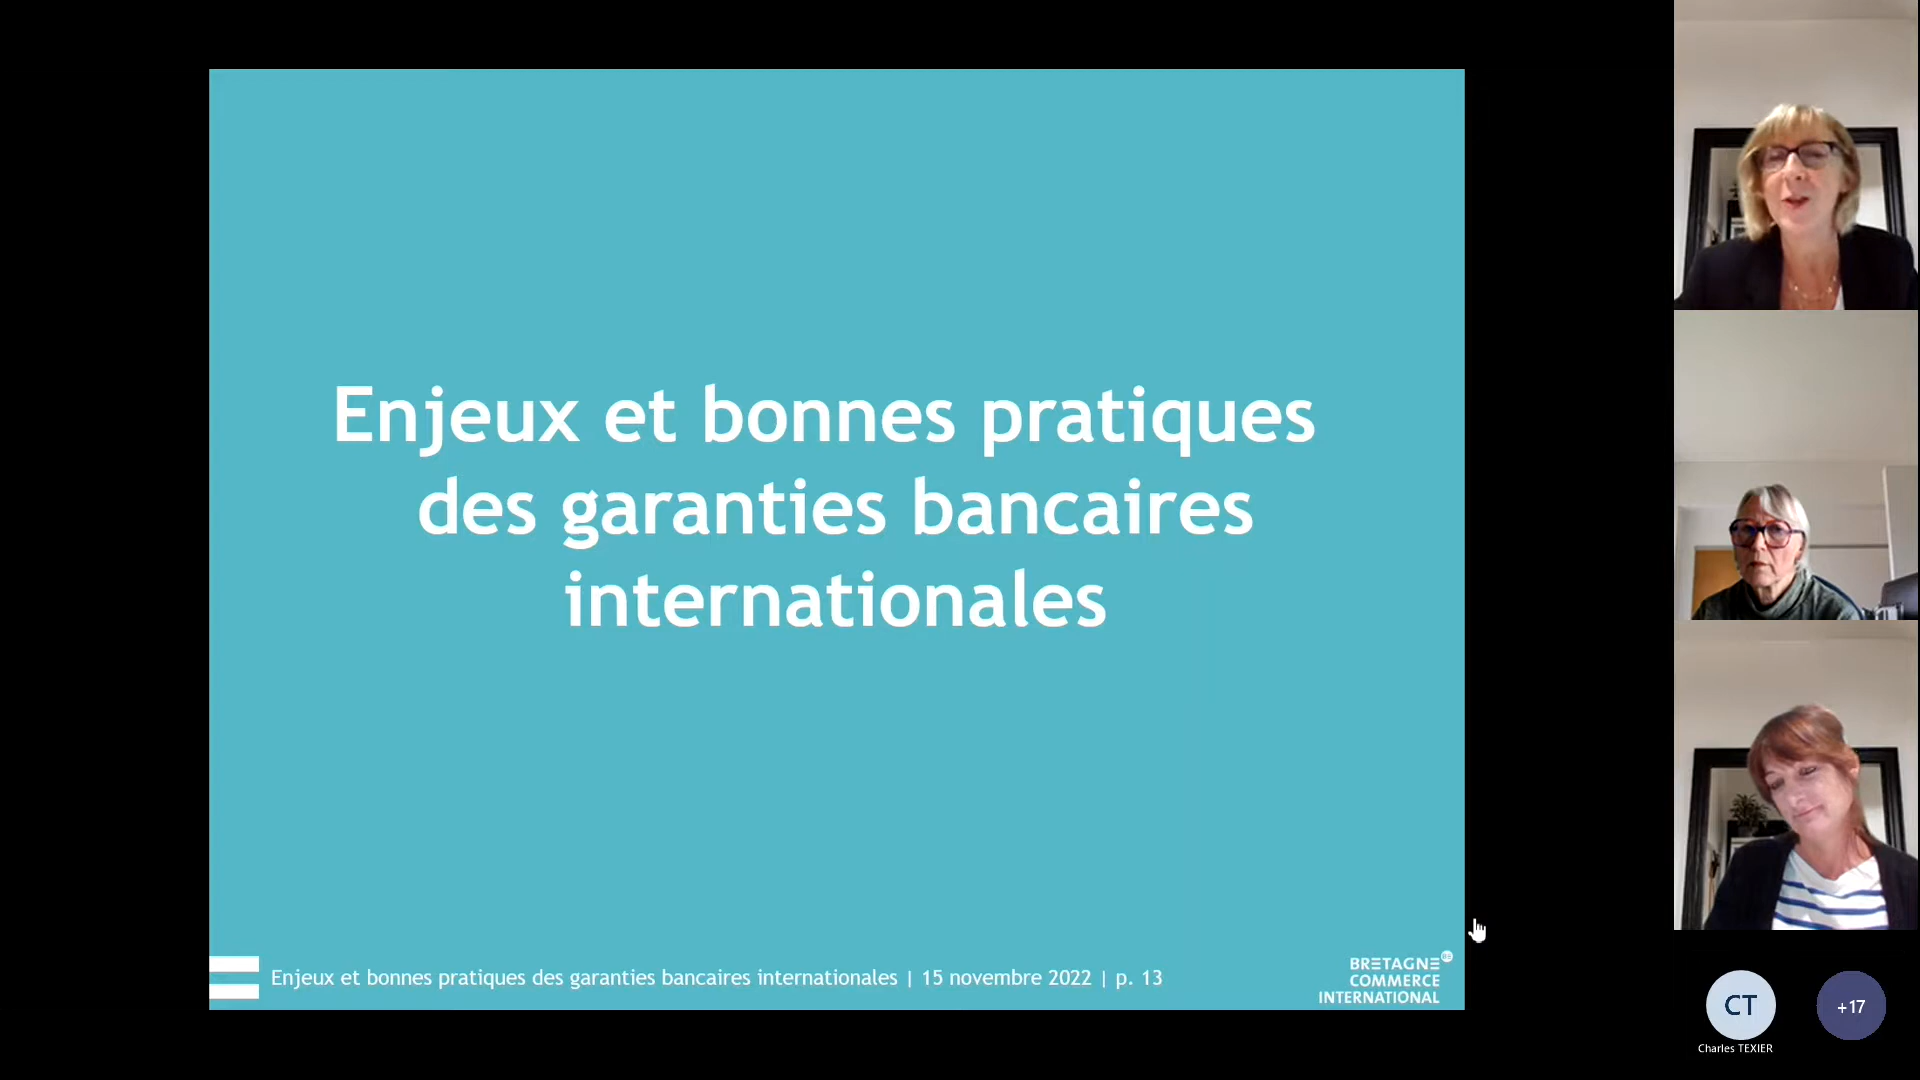 Enjeux et bonnes pratiques
des garanties bancaires
internationales
Enjeux et bonnes pratiques des garanties bancaires internationales | 15 novembre 2022 | p. 13
BRETAGNE
COMMERCE
INTERNATIONAL
CT
Charles TEXIER
+17